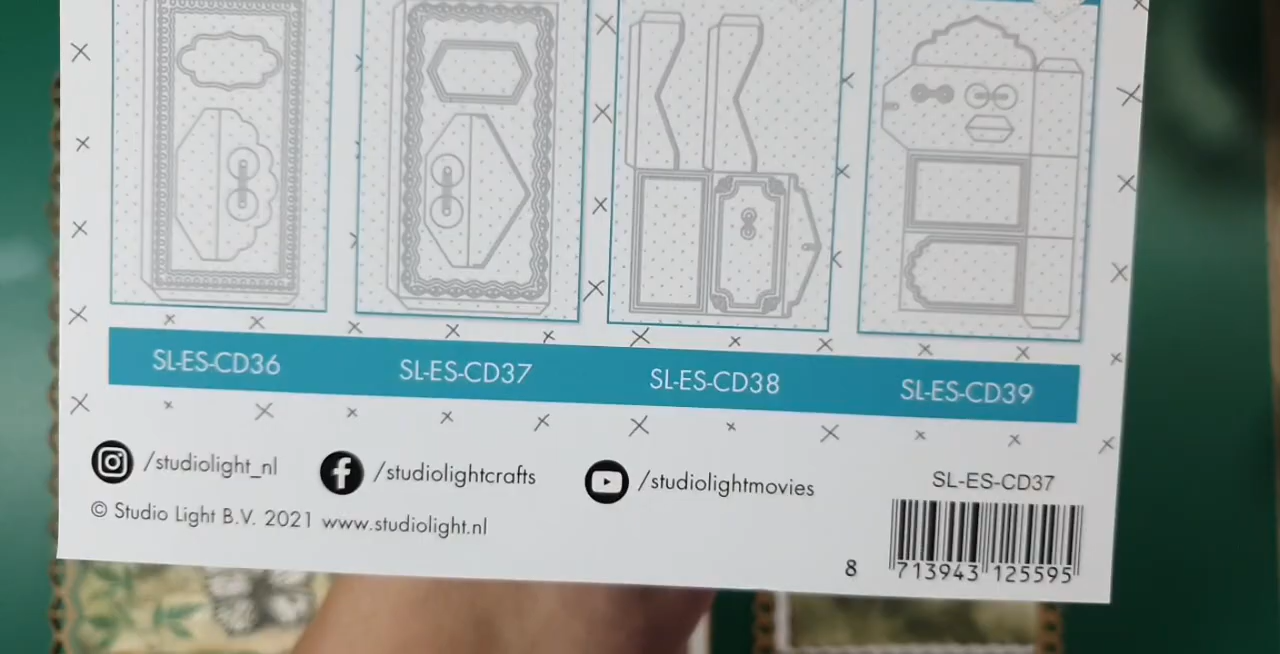 SL-ES-CD36 SL-ES-CD37 SL-ES-CD38 SL-ES-CD39
/studiolight_nl /studiolightcrafts /studiolightmovies
© Studio Light B.V. 2021 www.studiolight.nl
SL-ES-CD37
8 713943 125595